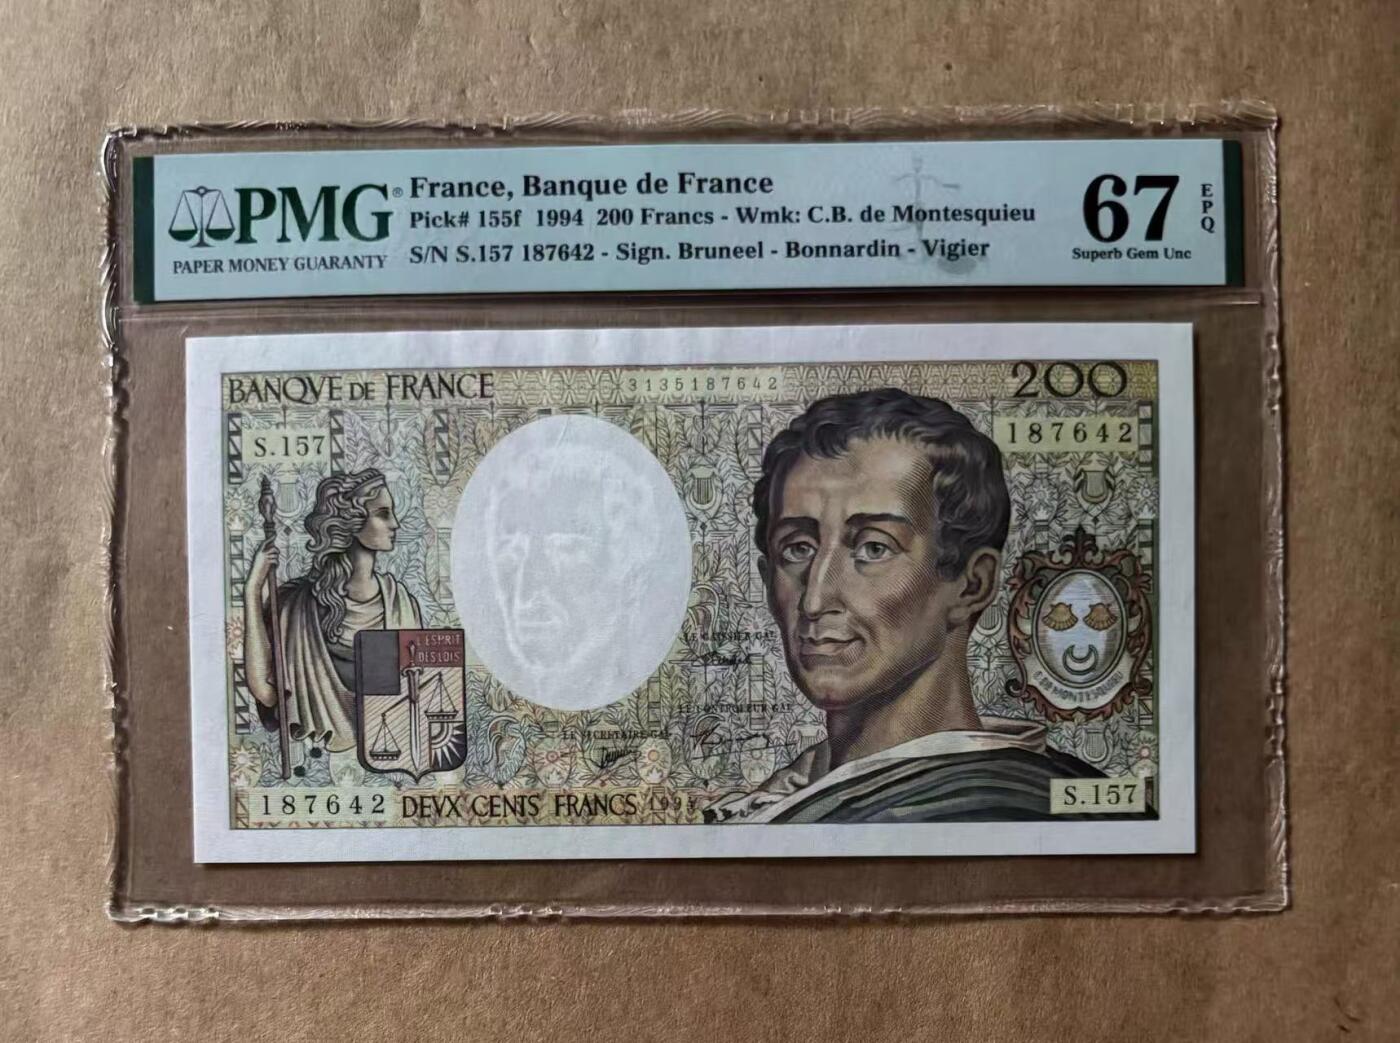 PMG®
PAPER MONEY GUARANTY
France, Banque de France
Pick# 155f 1994 200 Francs - Wmk: C.B. de Montesquieu
S/N S.157 187642 - Sign. Bruneel - Bonnardin - Vigier
67
EPQ
Superb Gem Unc
BANQVE DE FRANCE
3135187642
200
S.157
187642
L'ESPRIT
DES LOIS
LE CAISSIER GAL
LE CONTROLEUR GAL
LE SECRETAIRE GAL
DE MONTESQUIEU
187642
DEVX CENTS FRANCS
S.157